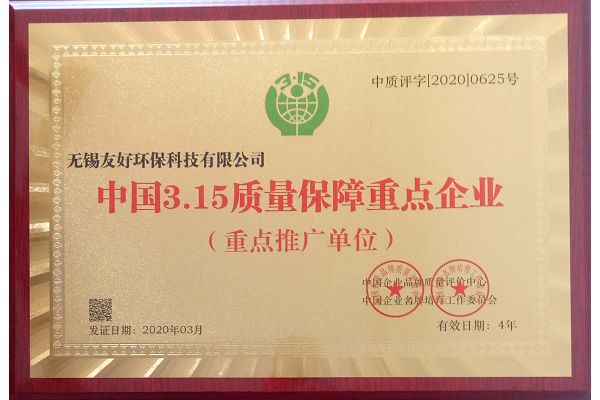 3·15
中质评字[2020]0625号
无锡友好环保科技有限公司
中国3.15质量保障重点企业
（重点推广单位）
中国企业品牌质量评价中心
中国企业名牌培育工作委员会
发证日期：2020年03月
有效日期：4年